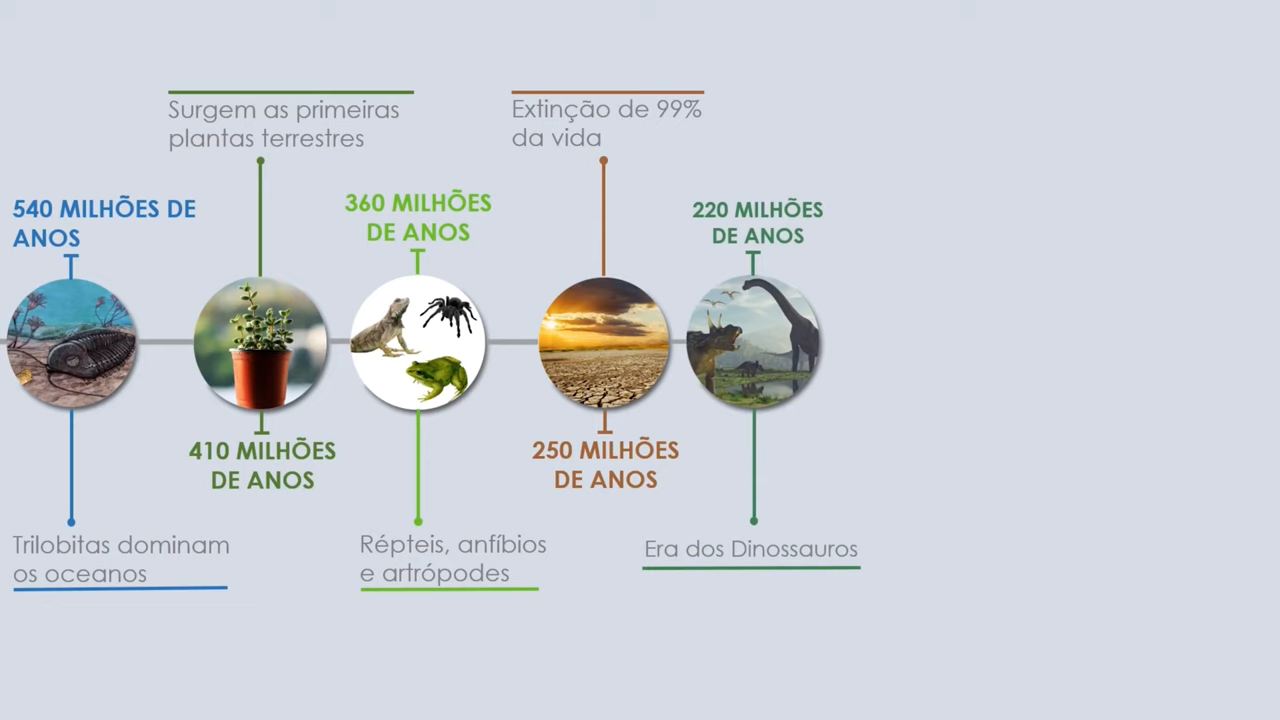 Surgem as primeiras
plantas terrestres
Extinção de 99%
da vida
540 MILHÕES DE
ANOS
360 MILHÕES
DE ANOS
220 MILHÕES
DE ANOS
410 MILHÕES
DE ANOS
250 MILHÕES
DE ANOS
Trilobitas dominam
os oceanos
Répteis, anfíbios
e artrópodes
Era dos Dinossauros